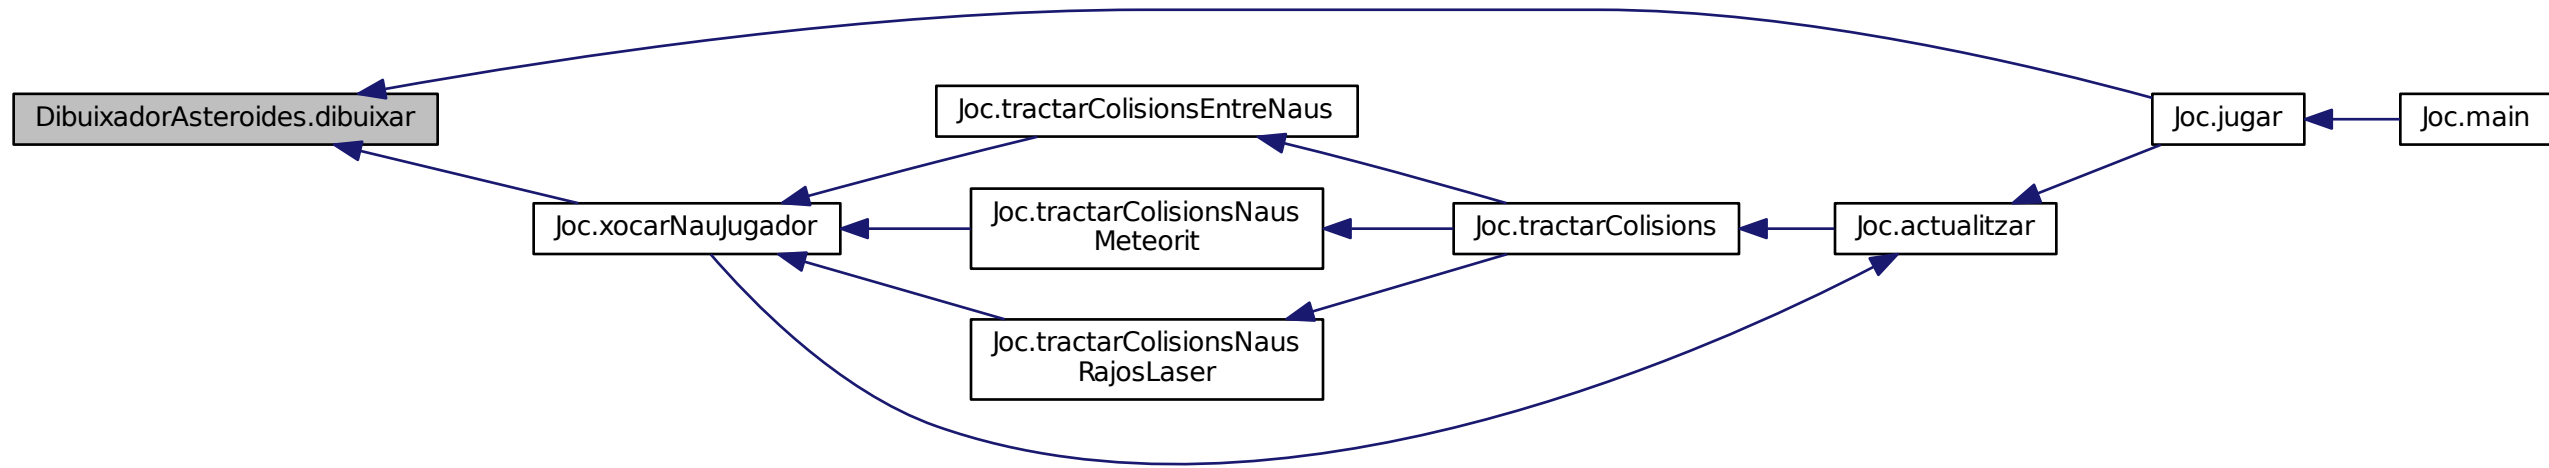 DibuixadorAsteroides.dibuixar
Joc.xocarNauJugador
Joc.tractarColisionsEntreNaus
Joc.tractarColisionsNaus
Meteorit
Joc.tractarColisionsNaus
RajosLaser
Joc.tractarColisions
Joc.actualitzar
Joc.jugar
Joc.main